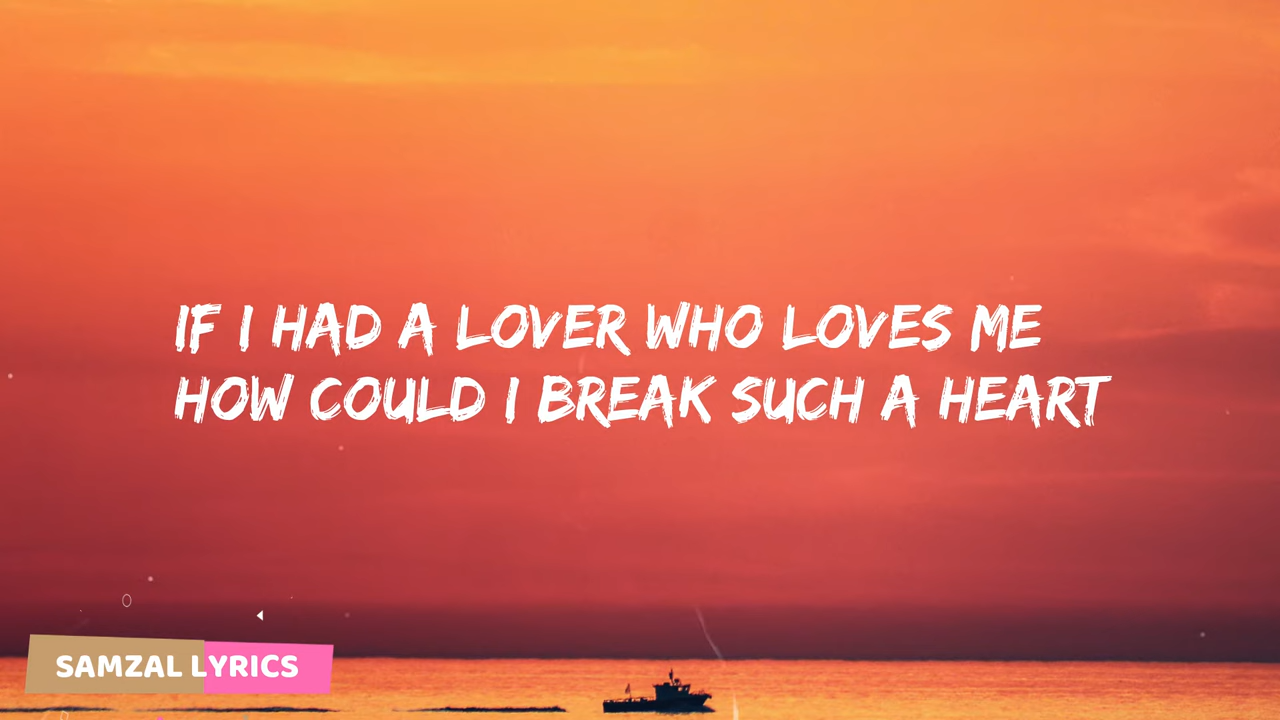 IF I HAD A LOVER WHO LOVES ME
HOW COULD I BREAK SUCH A HEART
SAMZAL LYRICS